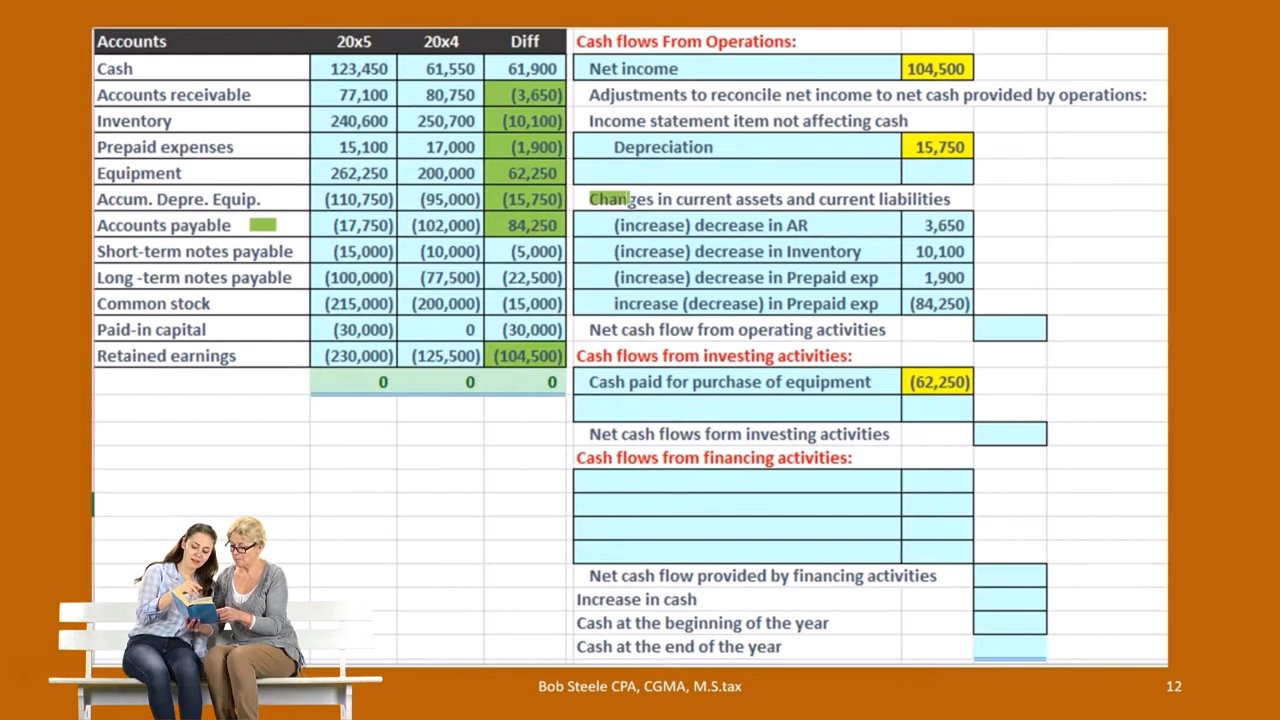 Accounts 20x5 20x4 Diff
Cash 123,450 61,550 61,900
Accounts receivable 77,100 80,750 (3,650)
Inventory 240,600 250,700 (10,100)
Prepaid expenses 15,100 17,000 (1,900)
Equipment 262,250 200,000 62,250
Accum. Depre. Equip. (110,750) (95,000) (15,750)
Accounts payable (17,750) (102,000) 84,250
Short-term notes payable (15,000) (10,000) (5,000)
Long -term notes payable (100,000) (77,500) (22,500)
Common stock (215,000) (200,000) (15,000)
Paid-in capital (30,000) 0 (30,000)
Retained earnings (230,000) (125,500) (104,500)
0 0 0
Cash flows From Operations:
Net income 104,500
Adjustments to reconcile net income to net cash provided by operations:
Income statement item not affecting cash
Depreciation 15,750
Changes in current assets and current liabilities
(increase) decrease in AR 3,650
(increase) decrease in Inventory 10,100
(increase) decrease in Prepaid exp 1,900
increase (decrease) in Prepaid exp (84,250)
Net cash flow from operating activities
Cash flows from investing activities:
Cash paid for purchase of equipment (62,250)
Net cash flows form investing activities
Cash flows from financing activities:
Net cash flow provided by financing activities
Increase in cash
Cash at the beginning of the year
Cash at the end of the year
Bob Steele CPA, CGMA, M.S.tax 12